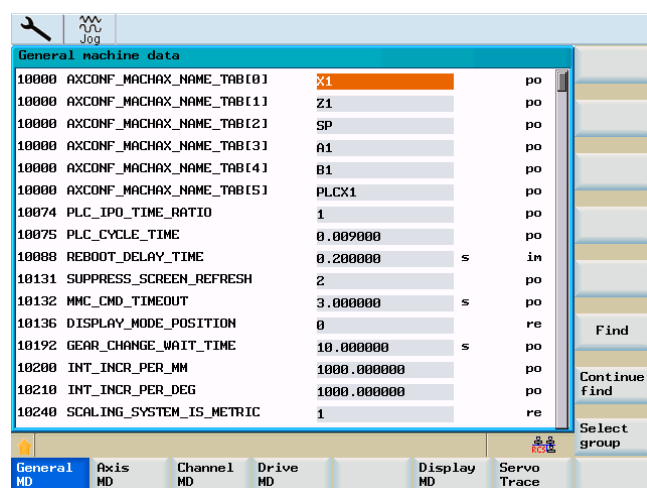 Jog
General machine data
10000 AXCONF_MACHAX_NAME_TAB[0] X1 po
10000 AXCONF_MACHAX_NAME_TAB[1] Z1 po
10000 AXCONF_MACHAX_NAME_TAB[2] SP po
10000 AXCONF_MACHAX_NAME_TAB[3] A1 po
10000 AXCONF_MACHAX_NAME_TAB[4] B1 po
10000 AXCONF_MACHAX_NAME_TAB[5] PLCX1 po
10074 PLC_IPO_TIME_RATIO 1 po
10075 PLC_CYCLE_TIME 0.009000 po
10088 REBOOT_DELAY_TIME 0.200000 s im
10131 SUPPRESS_SCREEN_REFRESH 2 po
10132 MMC_CMD_TIMEOUT 3.000000 s po
10136 DISPLAY_MODE_POSITION 0 re
10192 GEAR_CHANGE_WAIT_TIME 10.000000 s po
10200 INT_INCR_PER_MM 1000.000000 po
10210 INT_INCR_PER_DEG 1000.000000 po
10240 SCALING_SYSTEM_IS_METRIC 1 re
Find
Continue
find
Select
group
RCS
General MD
Axis MD
Channel MD
Drive MD
Display MD
Servo Trace